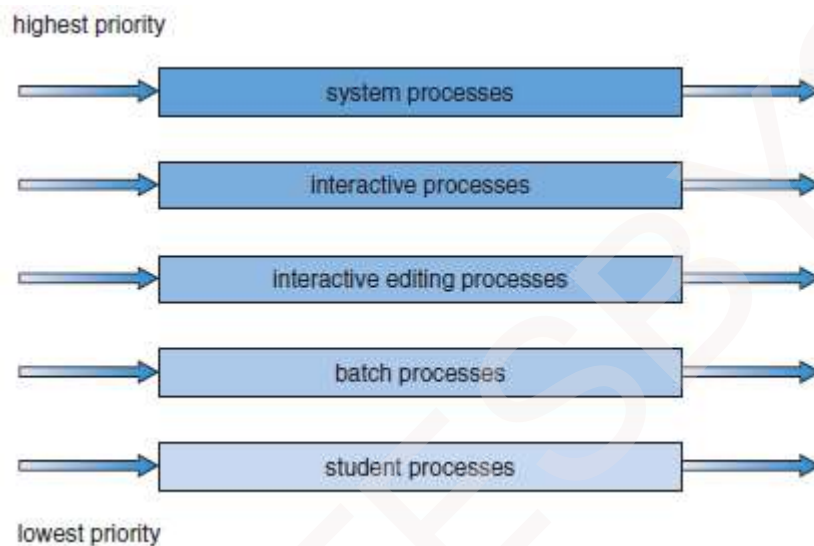 highest priority
system processes
interactive processes
interactive editing processes
batch processes
student processes
lowest priority